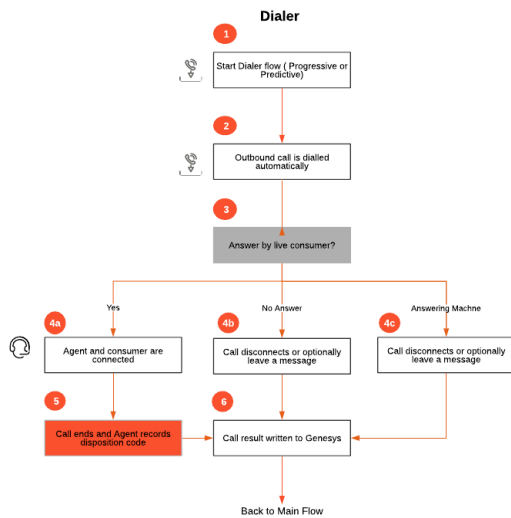 Dialer
1
Start Dialer flow ( Progressive or
Predictive)
2
Outbound call is dialled
automatically
3
Answer by live consumer?
Yes
No Answer
Answering Machne
4a
Agent and consumer are
connected
4b
Call disconnects or optionally
leave a message
4c
Call disconnects or optionally
leave a message
5
Call ends and Agent records
disposition code
6
Call result written to Genesys
Back to Main Flow